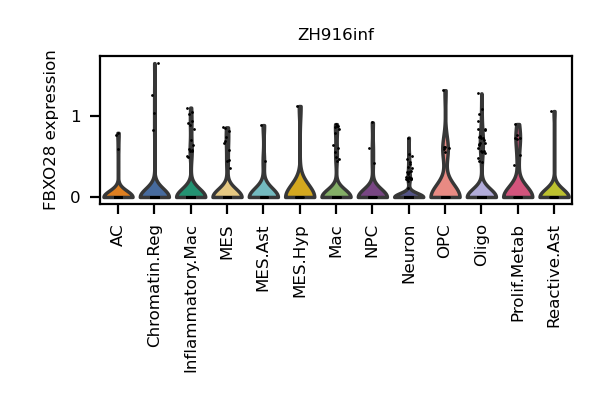 ZH916inf
FBXO28 expression
1
0
AC
Chromatin.Reg
Inflammatory.Mac
MES
MES.Ast
MES.Hyp
Mac
NPC
Neuron
OPC
Oligo
Prolif.Metab
Reactive.Ast